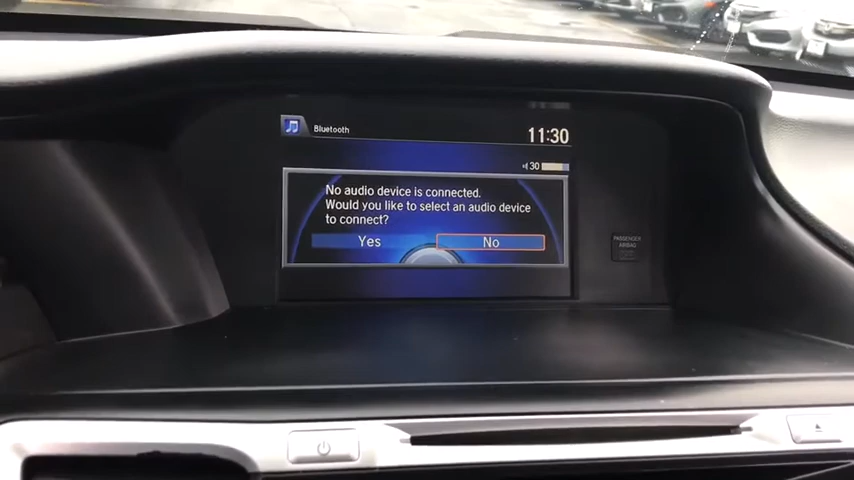 Bluetooth
11:30
30
No audio device is connected.
Would you like to select an audio device
to connect?
Yes
No
PASSENGER
AIRBAG